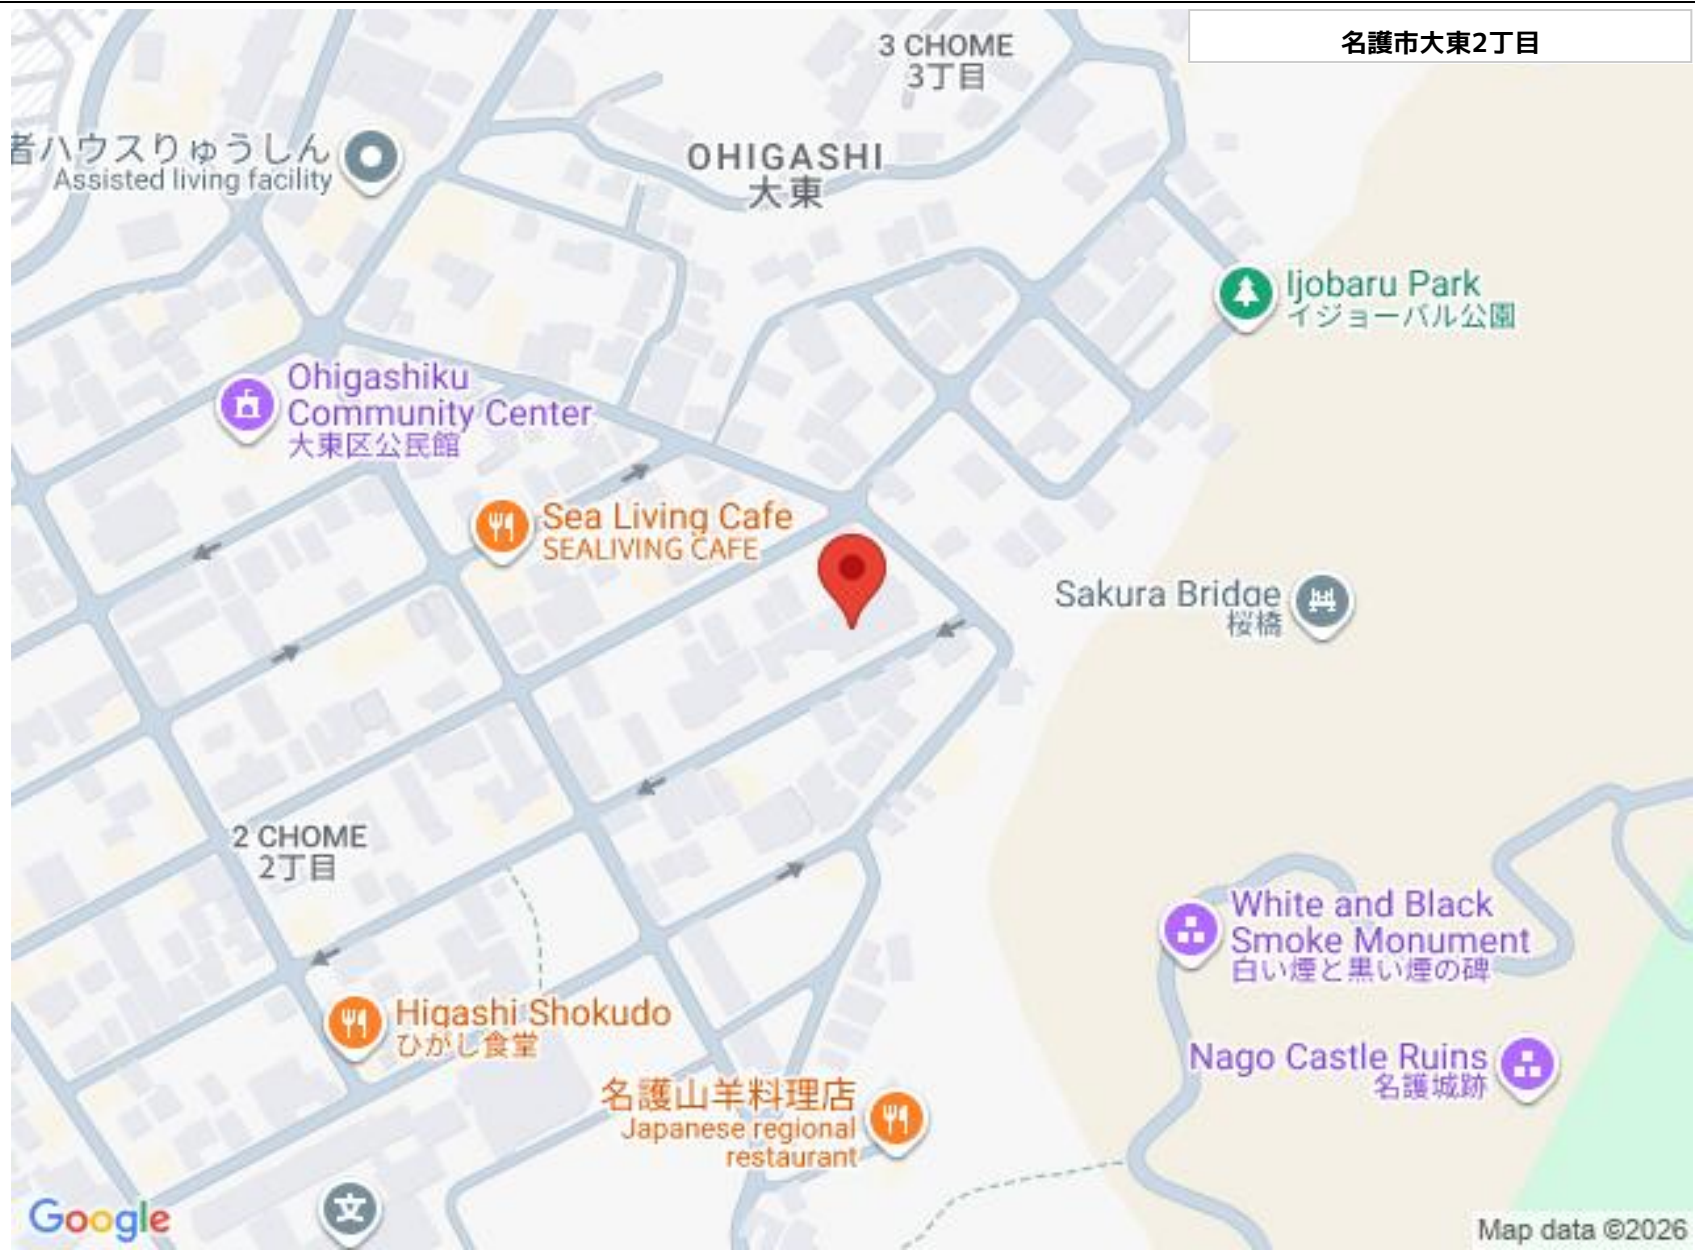 名護市大東2丁目
3 CHOME
3丁目
者ハウスりゅうしん
Assisted living facility
OHIGASHI
大東
Ijobaru Park
イジョーバル公園
Ohigashiku
Community Center
大東区公民館
Sea Living Cafe
SEALIVING CAFE
Sakura Bridge
桜橋
2 CHOME
2丁目
White and Black
Smoke Monument
白い煙と黒い煙の碑
Higashi Shokudo
ひがし食堂
Nago Castle Ruins
名護城跡
名護山羊料理店
Japanese regional
restaurant
文
Google
Map data ©2026